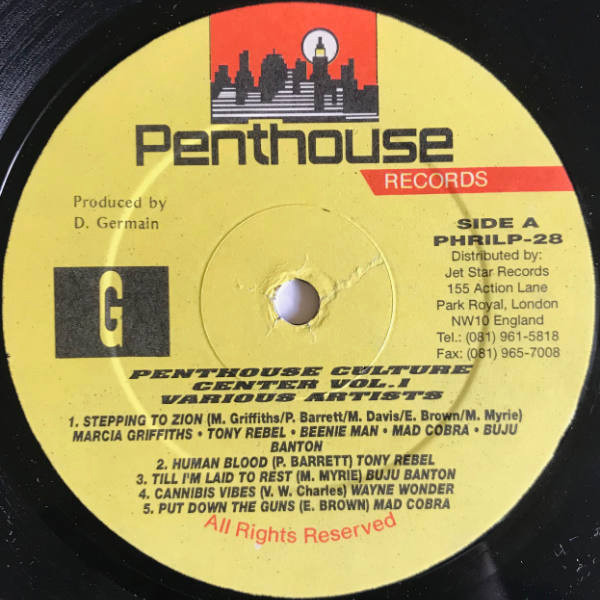 Penthouse
RECORDS
Produced by
D. Germain
SIDE A
PHRILP-28
Distributed by:
Jet Star Records
155 Action Lane
Park Royal, London
NW10 England
Tel.: (081) 961-5818
Fax: (081) 965-7008
G
PENTHOUSE CULTURE
CENTER VOL.1
VARIOUS ARTISTS
1. STEPPING TO ZION (M. Griffiths/P. Barrett/M. Davis/E. Brown/M. Myrie)
MARCIA GRIFFITHS • TONY REBEL • BEENIE MAN • MAD COBRA • BUJU
BANTON
2. HUMAN BLOOD (P. BARRETT) TONY REBEL
3. TILL I'M LAID TO REST (M. MYRIE) BUJU BANTON
4. CANNIBIS VIBES (V. W. Charles) WAYNE WONDER
5. PUT DOWN THE GUNS (E. BROWN) MAD COBRA
All Rights Reserved